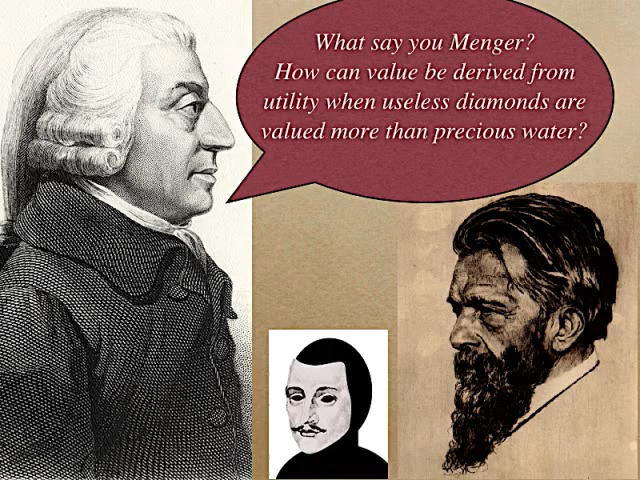 What say you Menger?
How can value be derived from
utility when useless diamonds are
valued more than precious water?